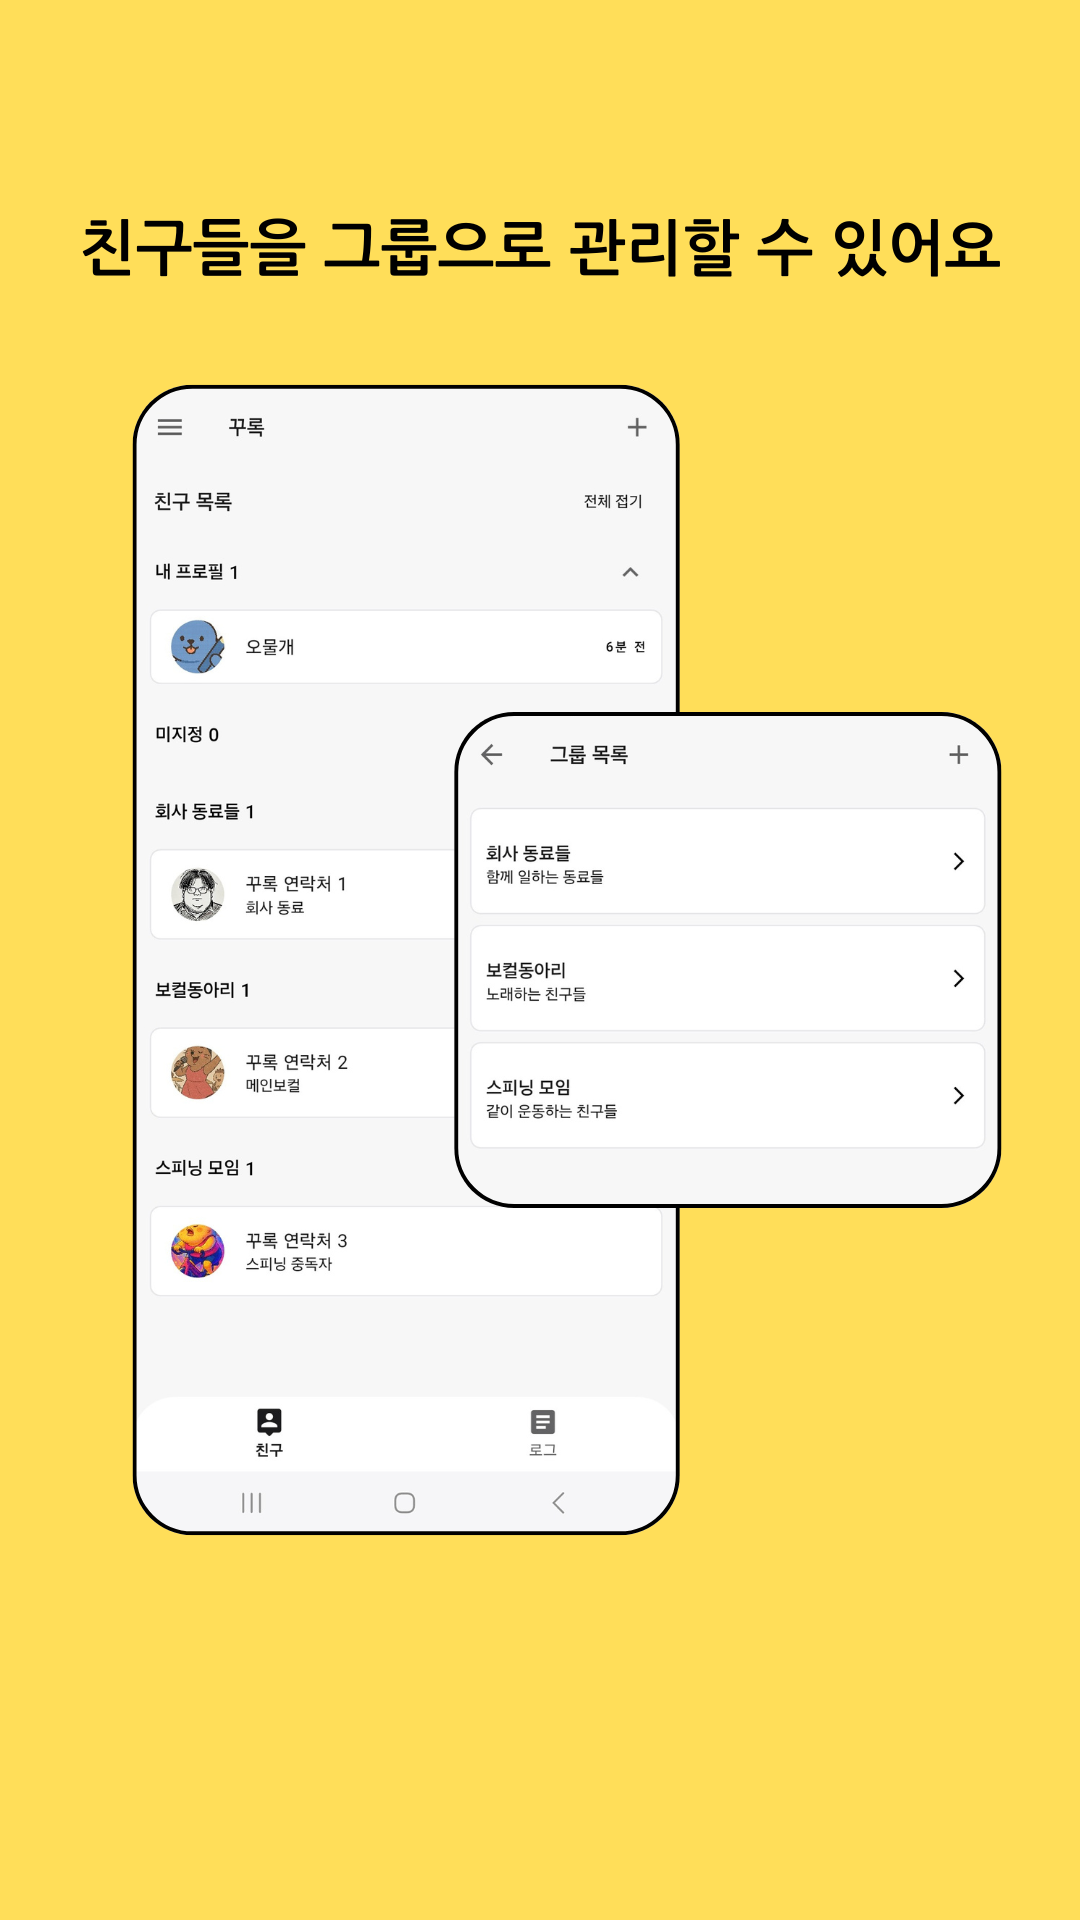 친구들을 그룹으로 관리할 수 있어요
꾸록
친구 목록
전체 접기
내 프로필 1
오물개
6분 전
미지정 0
회사 동료들 1
꾸록 연락처 1
회사 동료
보컬동아리 1
꾸록 연락처 2
메인보컬
스피닝 모임 1
꾸록 연락처 3
스피닝 중독자
친구
로그
그룹 목록
회사 동료들
함께 일하는 동료들
보컬동아리
노래하는 친구들
스피닝 모임
같이 운동하는 친구들